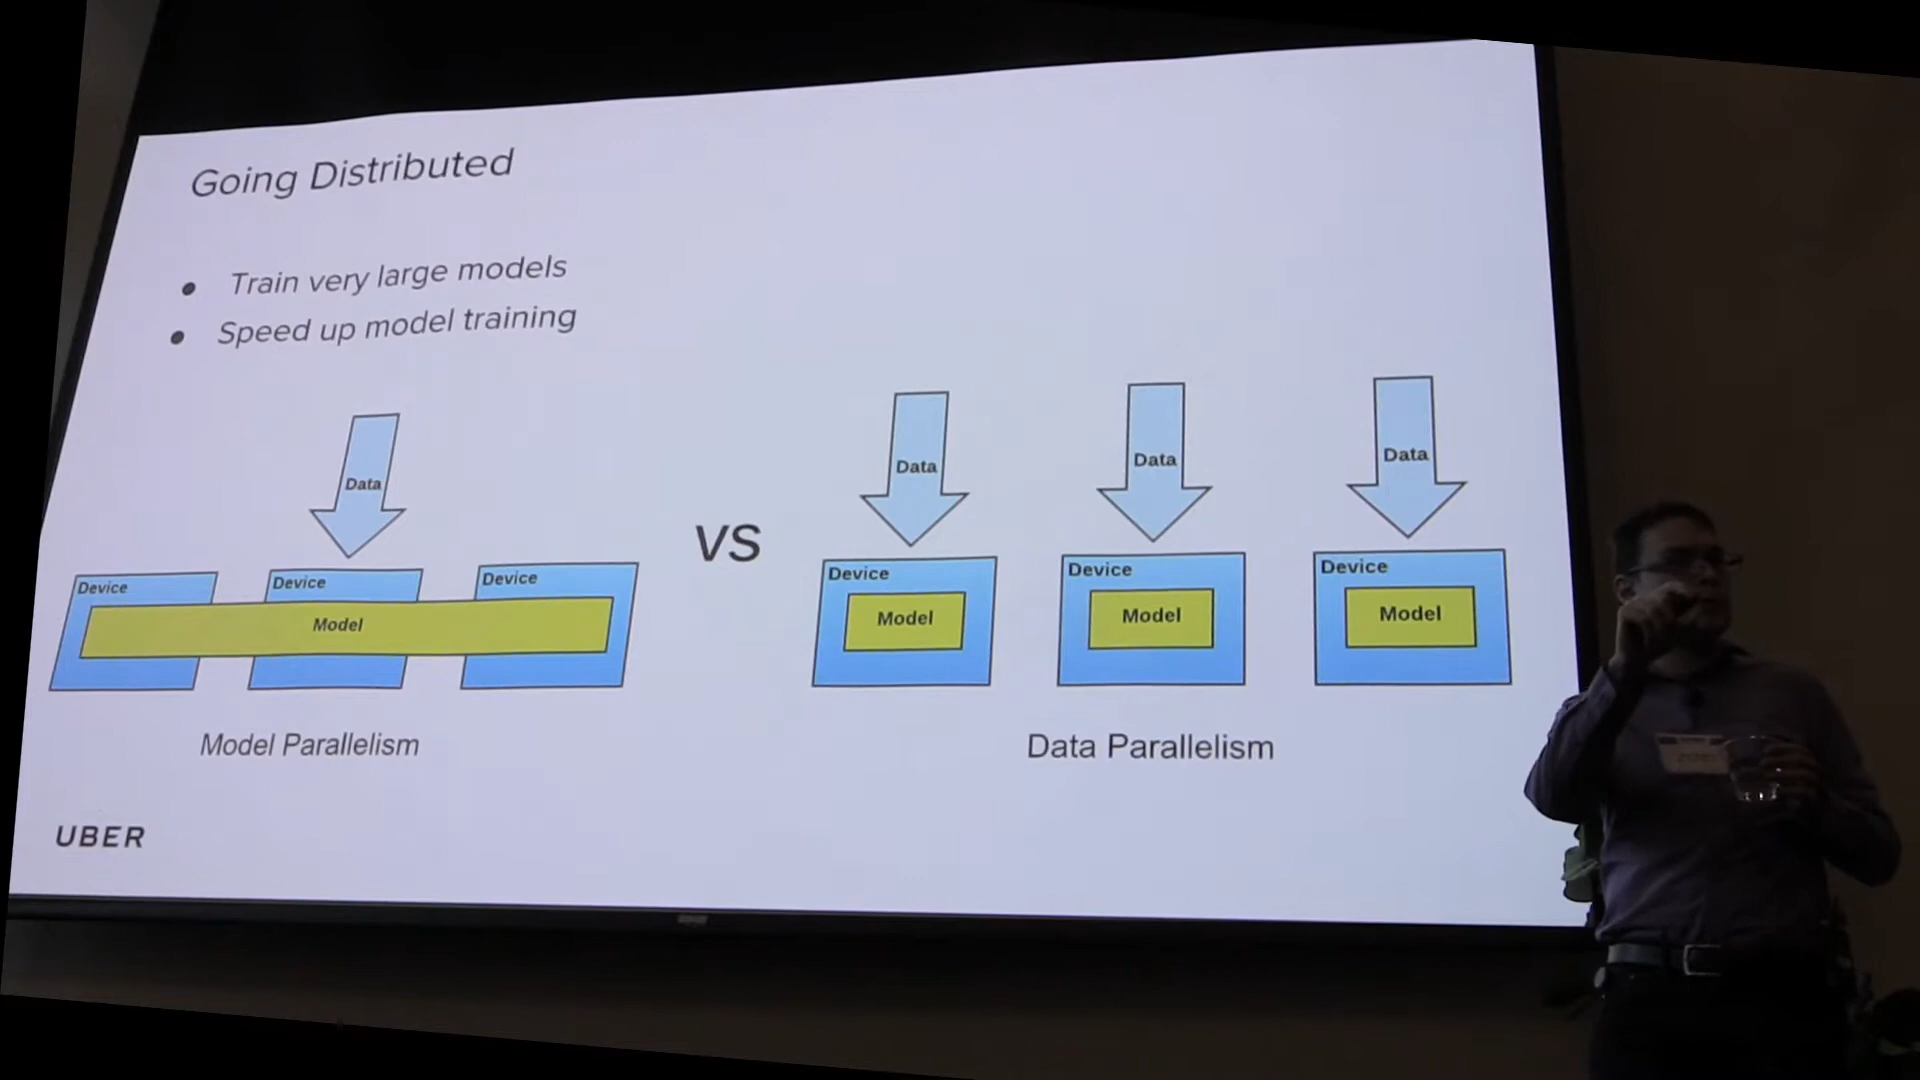 Going Distributed
Train very large models
Speed up model training
Data
Device
Device
Device
Model
Model Parallelism
VS
Data
Data
Data
Device
Device
Device
Model
Model
Model
Data Parallelism
UBER